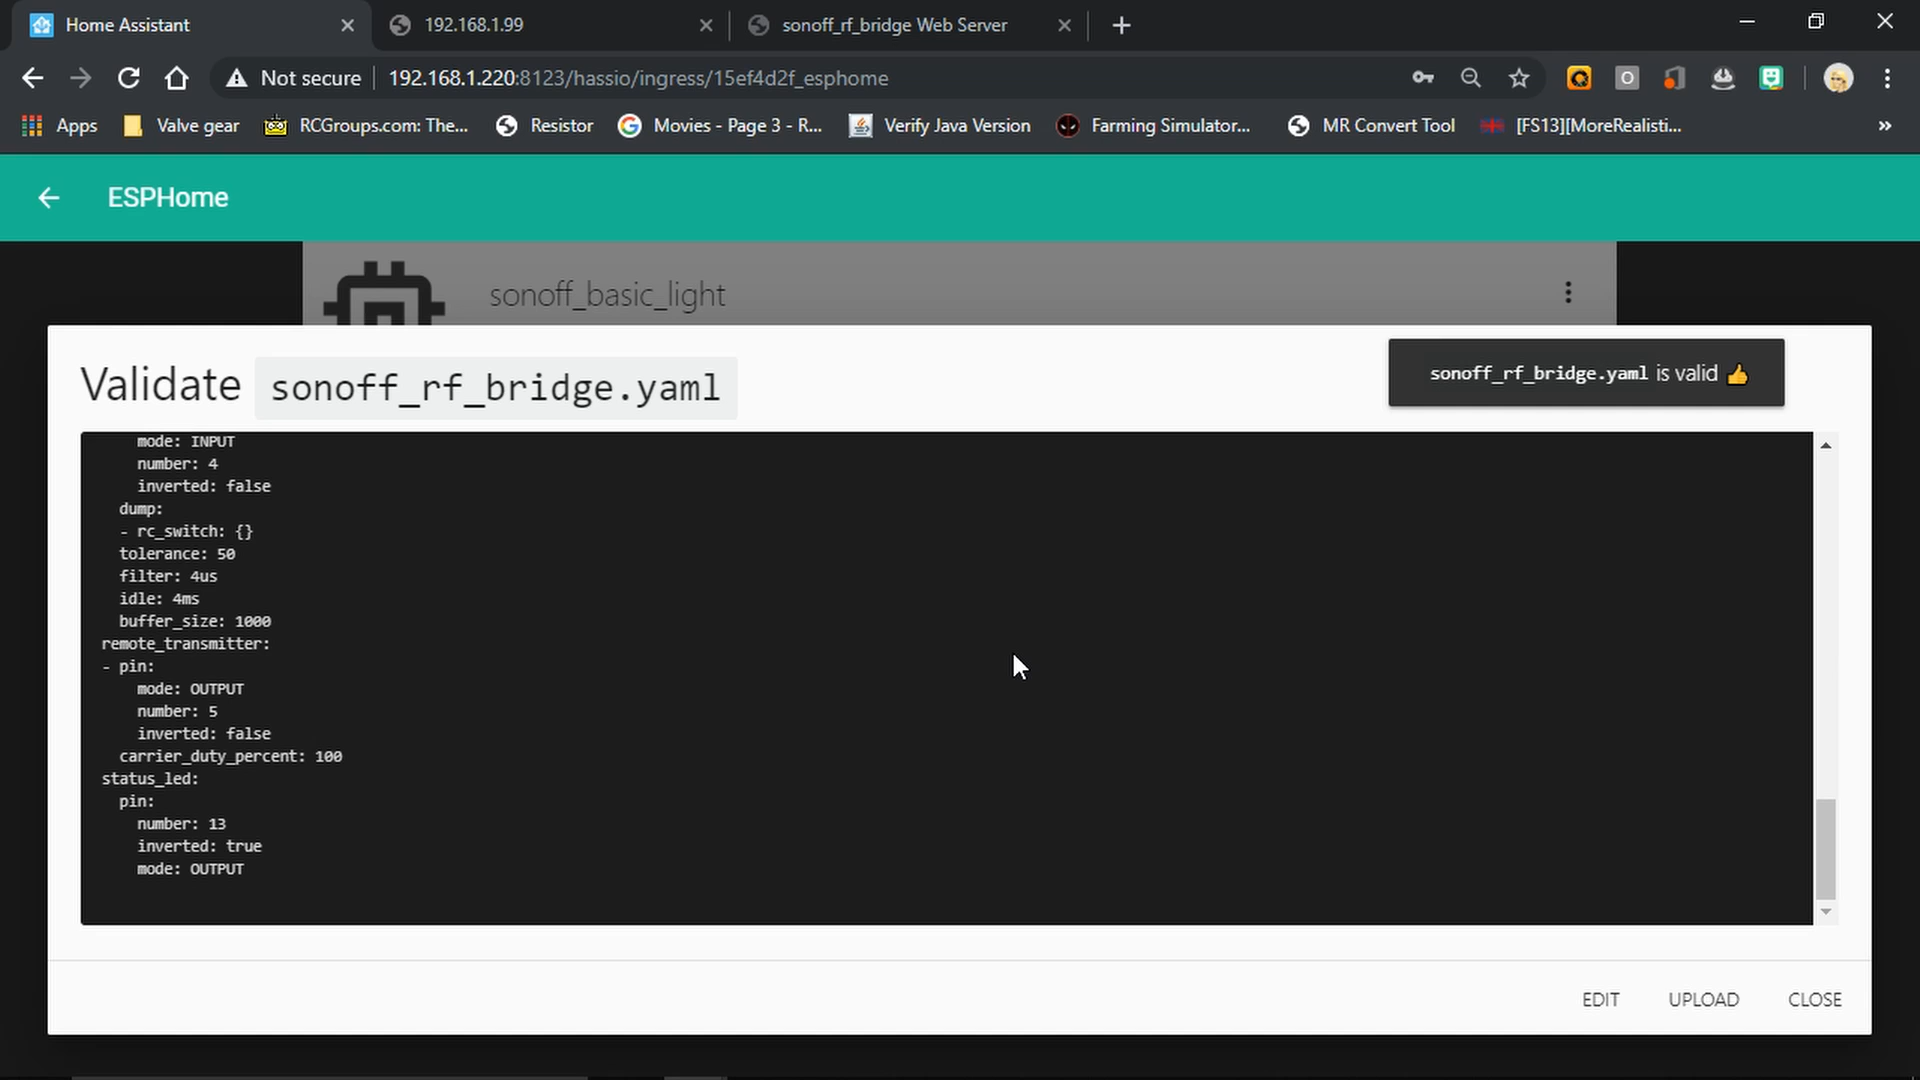 Home Assistant
192.168.1.99
sonoff_rf_bridge Web Server
Not secure
192.168.1.220:8123/hassio/ingress/15ef4d2f_esphome
Apps
Valve gear
RCGroups.com: The...
Resistor
Movies - Page 3 - R...
Verify Java Version
Farming Simulator...
MR Convert Tool
[FS13][MoreRealisti...
ESPHome
sonoff_basic_light
Validate sonoff_rf_bridge.yaml
sonoff_rf_bridge.yaml is valid 👍
mode: INPUT
number: 4
inverted: false
dump:
- rc_switch: {}
tolerance: 50
filter: 4us
idle: 4ms
buffer_size: 1000
remote_transmitter:
- pin:
mode: OUTPUT
number: 5
inverted: false
carrier_duty_percent: 100
status_led:
pin:
number: 13
inverted: true
mode: OUTPUT
EDIT
UPLOAD
CLOSE